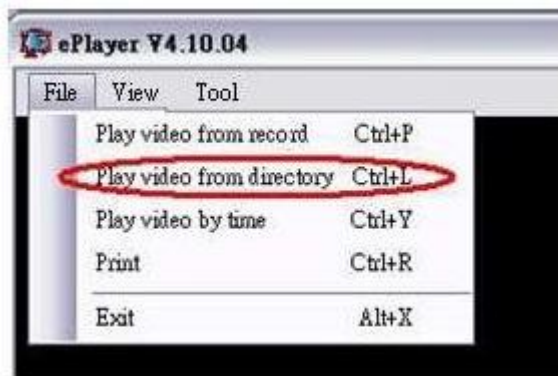 ePlayer V4.10.04
File View Tool
Play video from record Ctrl+P
Play video from directory Ctrl+L
Play video by time Ctrl+Y
Print Ctrl+R
Exit Alt+X